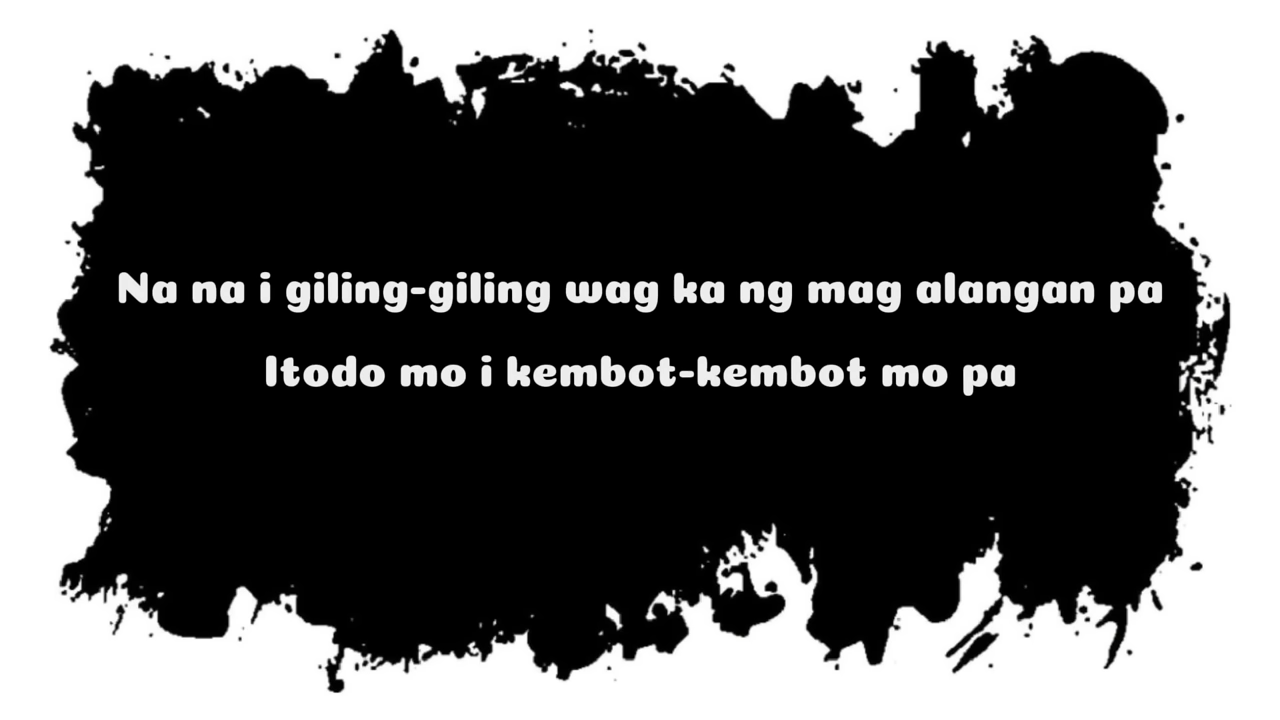 Na na i giling-giling wag ka ng mag alangan pa
Itodo mo i kembot-kembot mo pa